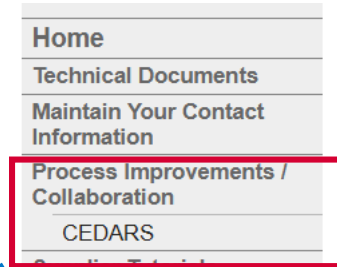 Home
Technical Documents
Maintain Your Contact
Information
Process Improvements /
Collaboration
CEDARS